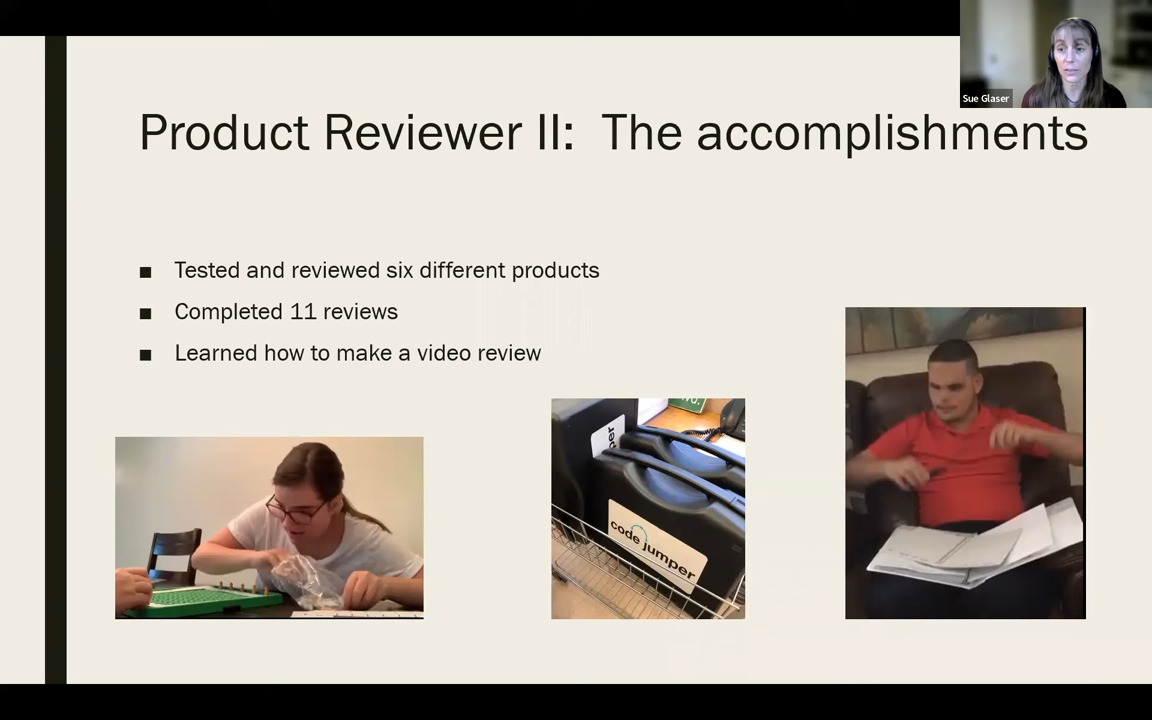 Sue Glaser
Product Reviewer II: The accomplishments
■ Tested and reviewed six different products
■ Completed 11 reviews
■ Learned how to make a video review
per
code jumper